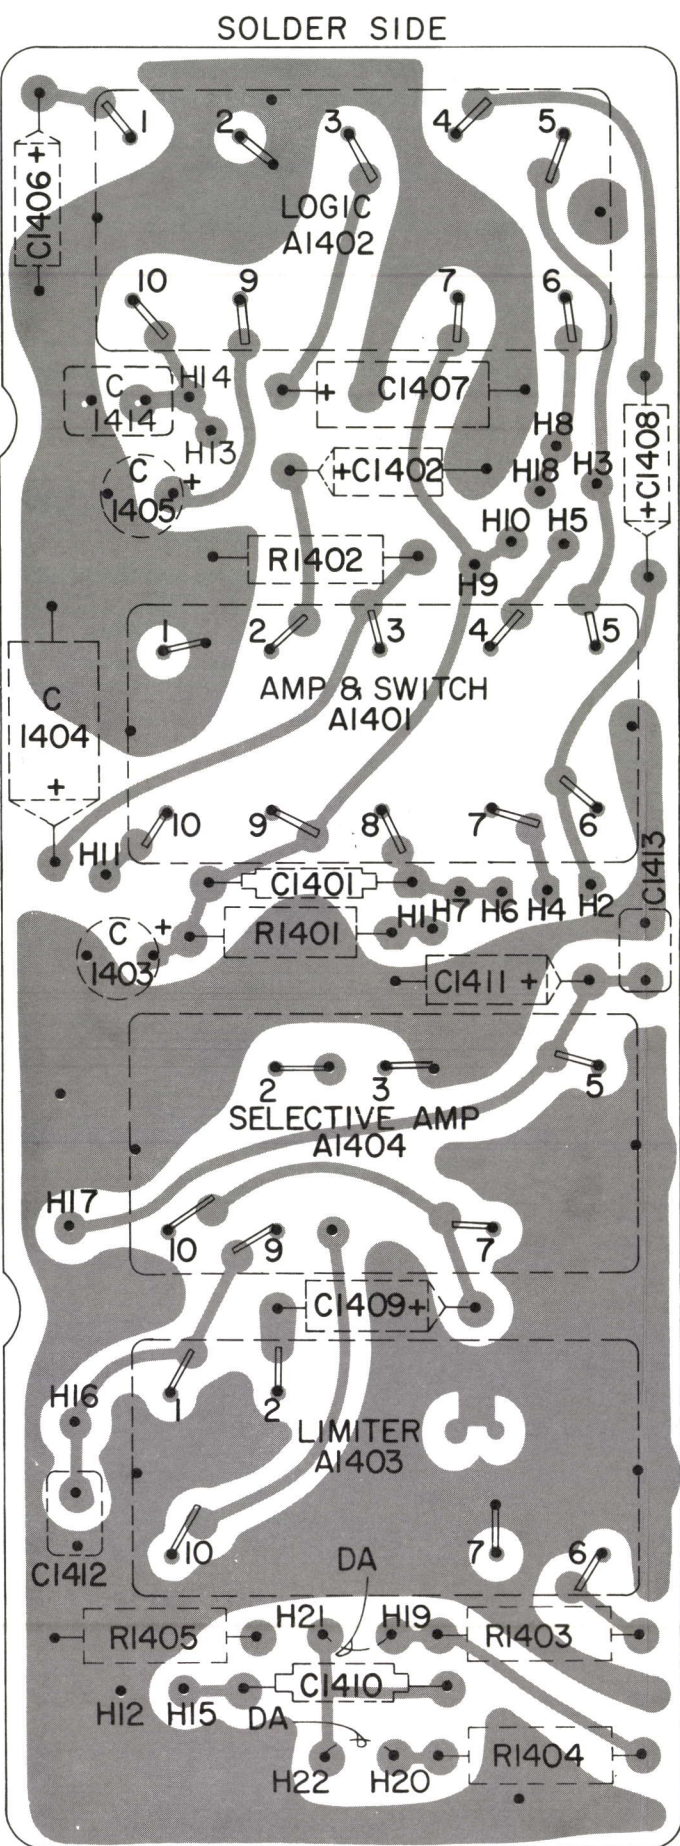 SOLDER SIDE
1 2 3 4 5
C1406 +
LOGIC
A1402
10 9 7 6
C
1414
H14
H13
+ C1407
H8
+C1408
C
1405
+
+C1402
H18 H3
H10 H5
R1402
H9
1 2 3 4 5
AMP & SWITCH
A1401
C
1404
+
10 9 8 7 6
H11
C1413
C1401
H1 H7 H6 H4 H2
C
1403
+
R1401
C1411 +
2 3 5
SELECTIVE AMP
A1404
H17
10 9 7
C1409+
H16
1 2
3
LIMITER
A1403
10 7 6
C1412
DA
R1405
H21 H19
R1403
C1410
H12 H15 DA
R1404
H22 H20